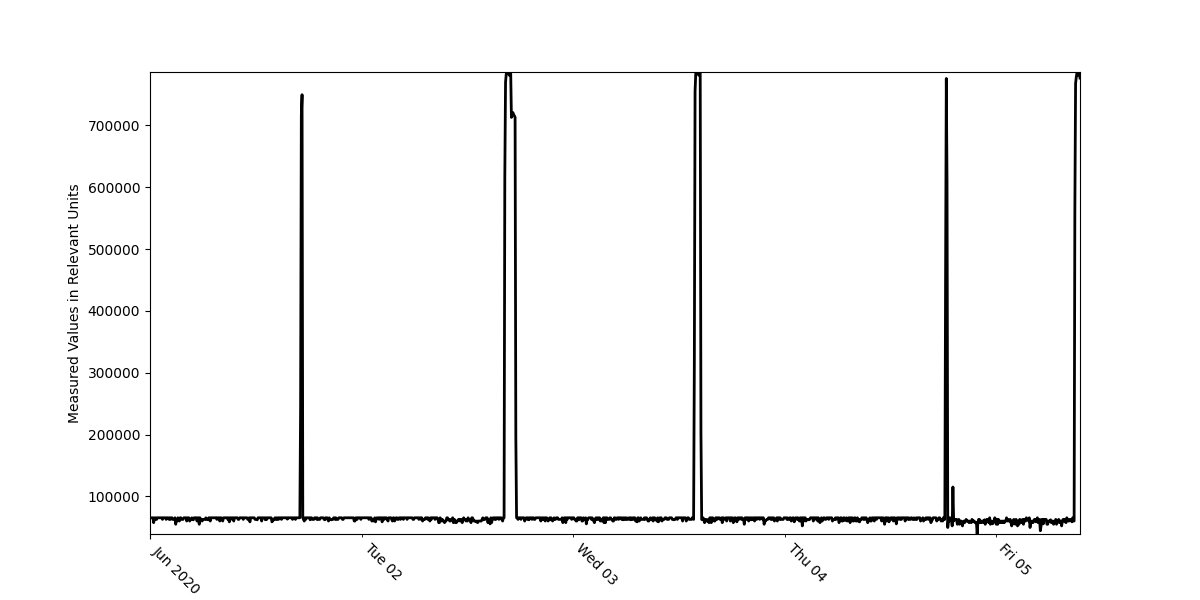 Measured Values in Relevant Units
700000
600000
500000
400000
300000
200000
100000
Jun 2020
Tue 02
Wed 03
Thu 04
Fri 05